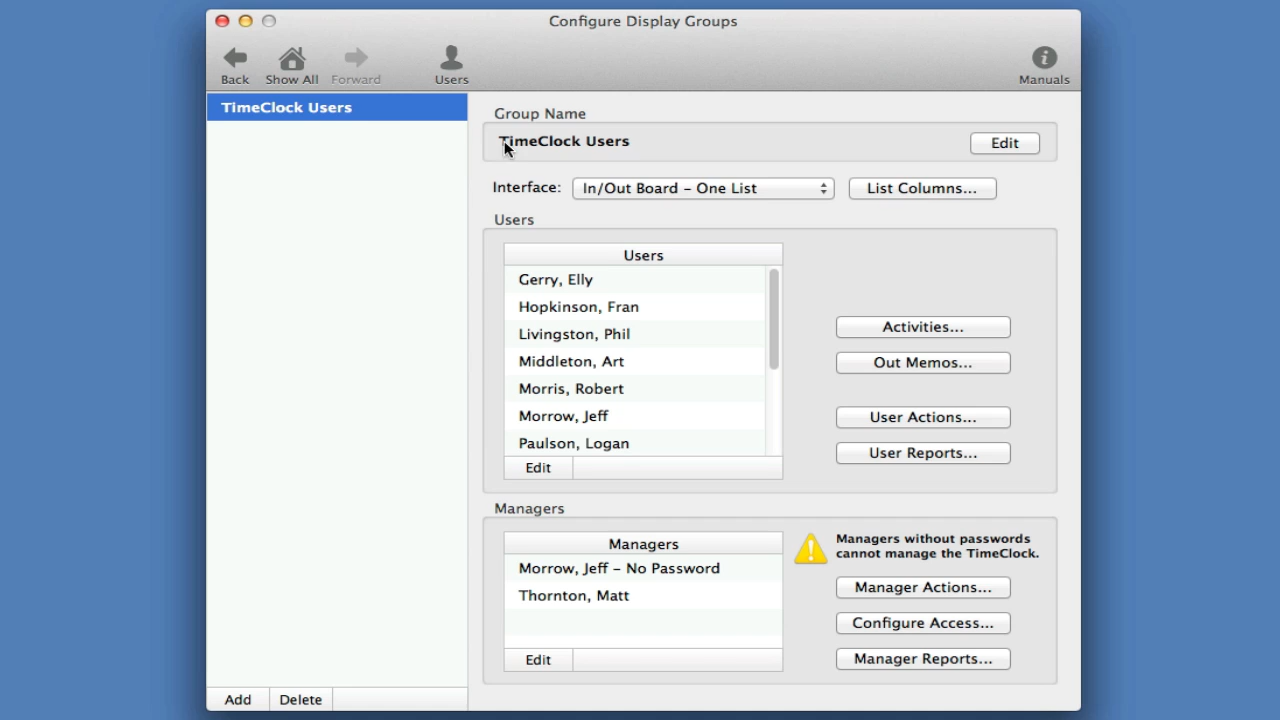 Configure Display Groups
Back
Show All
Forward
Users
Manuals
TimeClock Users
Group Name
TimeClock Users
Edit
Interface:
In/Out Board – One List
List Columns...
Users
Users
Gerry, Elly
Hopkinson, Fran
Livingston, Phil
Middleton, Art
Morris, Robert
Morrow, Jeff
Paulson, Logan
Edit
Activities...
Out Memos...
User Actions...
User Reports...
Managers
Managers
Morrow, Jeff – No Password
Thornton, Matt
Edit
Managers without passwords
cannot manage the TimeClock.
Manager Actions...
Configure Access...
Manager Reports...
Add
Delete